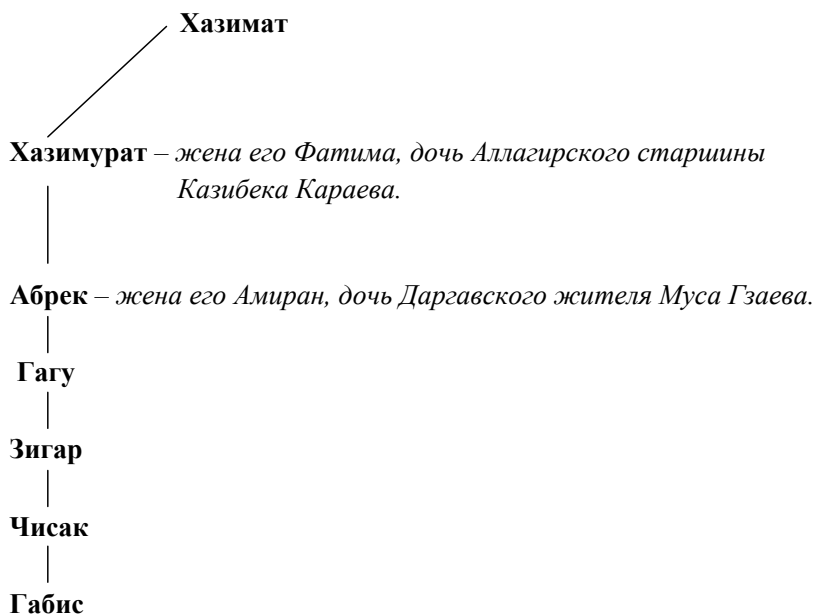 Хазимат
Хазимурат – жена его Фатима, дочь Аллагирского старшины
Казибека Караева.
Абрек – жена его Амиран, дочь Даргавского жителя Муса Гзаева.
Гагу
Зигар
Чисак
Габис